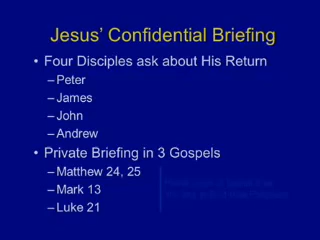 Jesus' Confidential Briefing
• Four Disciples ask about His Return
– Peter
– James
– John
– Andrew
• Private Briefing in 3 Gospels
– Matthew 24, 25
– Mark 13
– Luke 21